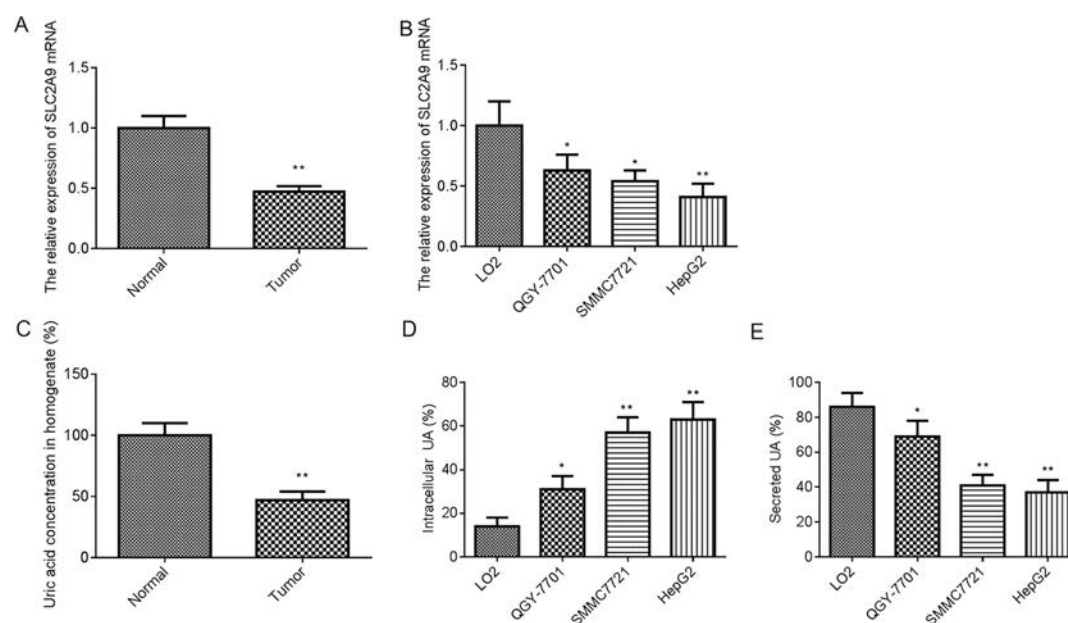 A
The relative expression of SLC2A9 mRNA
1.5
1.0
0.5
0.0
**
Normal
Tumor
B
The relative expression of SLC2A9 mRNA
1.5
1.0
0.5
0.0
*
*
**
LO2
QGY-7701
SMMC7721
HepG2
C
Uric acid concentration in homogenate (%)
150
100
50
0
**
Normal
Tumor
D
Intracellular UA (%)
80
60
40
20
0
*
**
**
LO2
QGY-7701
SMMC7721
HepG2
E
Secreted UA (%)
100
80
60
40
20
0
*
**
**
LO2
QGY-7701
SMMC7721
HepG2